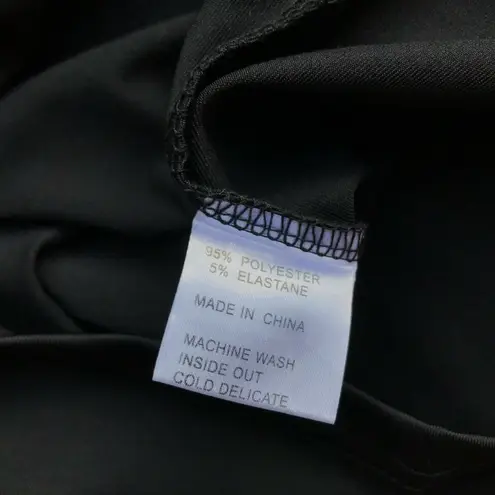 95% POLYESTER
5% ELASTANE
MADE IN CHINA
MACHINE WASH
INSIDE OUT
COLD DELICATE